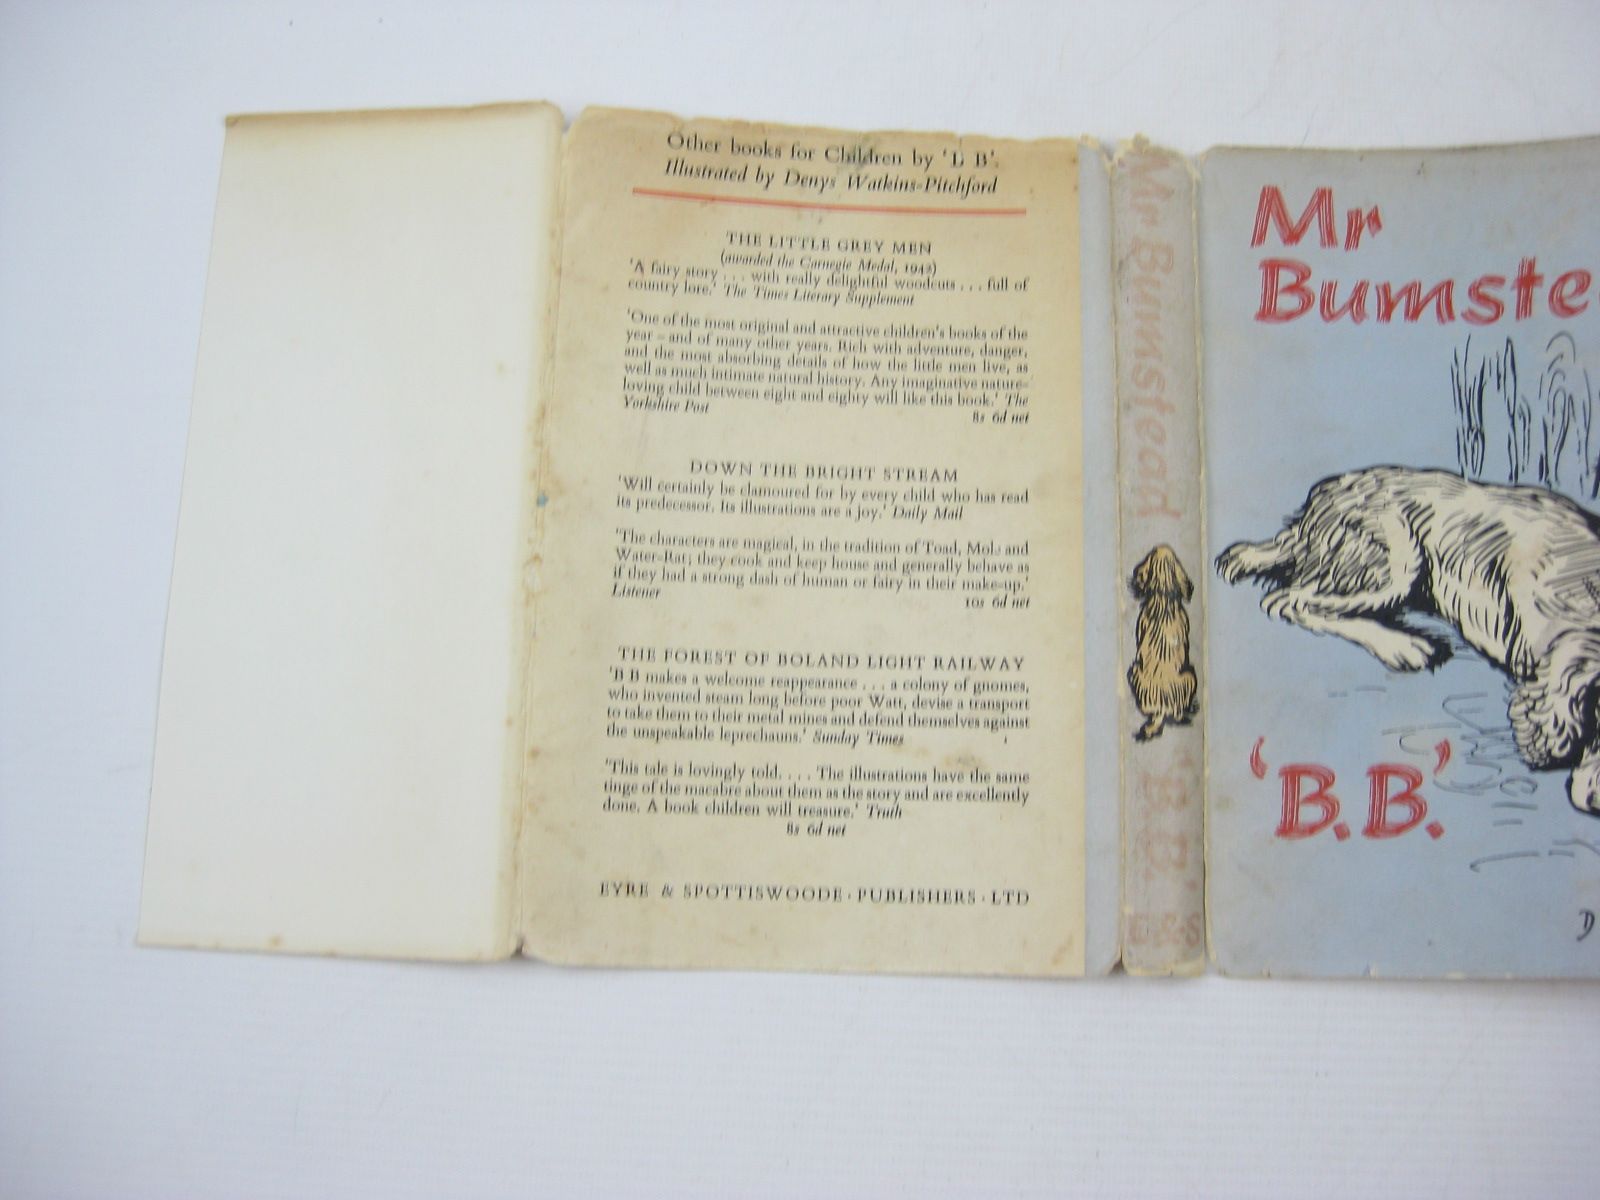 Other books for Children by 'B B'.
Illustrated by Denys Watkins-Pitchford
THE LITTLE GREY MEN
(awarded the Carnegie Medal, 1942)
'A fairy story . . . with really delightful woodcuts . . . full of
country lore.' The Times Literary Supplement
'One of the most original and attractive children's books of the
year – and of many other years. Rich with adventure, danger,
and the most absorbing details of how the little men live, as
well as much intimate natural history. Any imaginative nature-
loving child between eight and eighty will like this book.' The
Yorkshire Post
8s 6d net
DOWN THE BRIGHT STREAM
'Will certainly be clamoured for by every child who has read
its predecessor. Its illustrations are a joy.' Daily Mail
'The characters are magical, in the tradition of Toad, Mole and
Water-Rat; they cook and keep house and generally behave as
if they had a strong dash of human or fairy in their make-up.'
Listener
10s 6d net
THE FOREST OF BOLAND LIGHT RAILWAY
'B B makes a welcome reappearance . . . a colony of gnomes,
who invented steam long before poor Watt, devise a transport
to take them to their metal mines and defend themselves against
the unspeakable leprechauns.' Sunday Times
'This tale is lovingly told. . . . The illustrations have the same
tinge of the macabre about them as the story and are excellently
done. A book children will treasure.' Truth
8s 6d net
EYRE & SPOTTISWOODE · PUBLISHERS · LTD
Mr Bumstead
'B.B.'
E & S
Mr
Bumste
'B.B.'
D